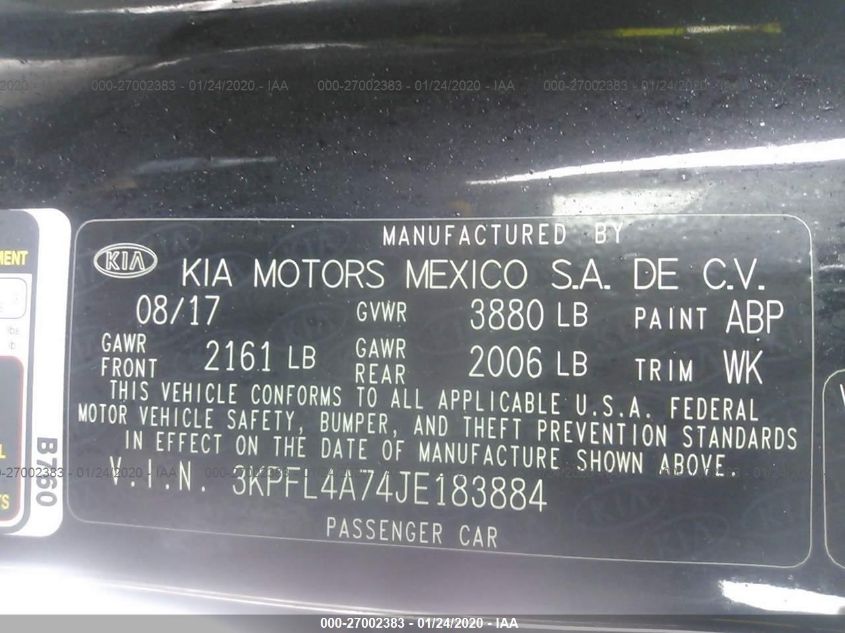 000-27002383 - 01/24/2020 - IAA 000-27002383 - 01/24/2020 - IAA 000-27002383 - 01/24/2020
MANUFACTURED BY
KIA KIA MOTORS MEXICO S.A. DE C.V.
08/17 GVWR 3880 LB PAINT ABP
GAWR FRONT 2161 LB GAWR REAR 2006 LB TRIM WK
THIS VEHICLE CONFORMS TO ALL APPLICABLE U.S.A. FEDERAL
MOTOR VEHICLE SAFETY, BUMPER, AND THEFT PREVENTION STANDARDS
IN EFFECT ON THE DATE OF MANUFACTURE SHOWN ABOVE.
V.I.N. 3KPFL4A74JE183884
PASSENGER CAR
B7760
000-27002383 - 01/24/2020 - IAA